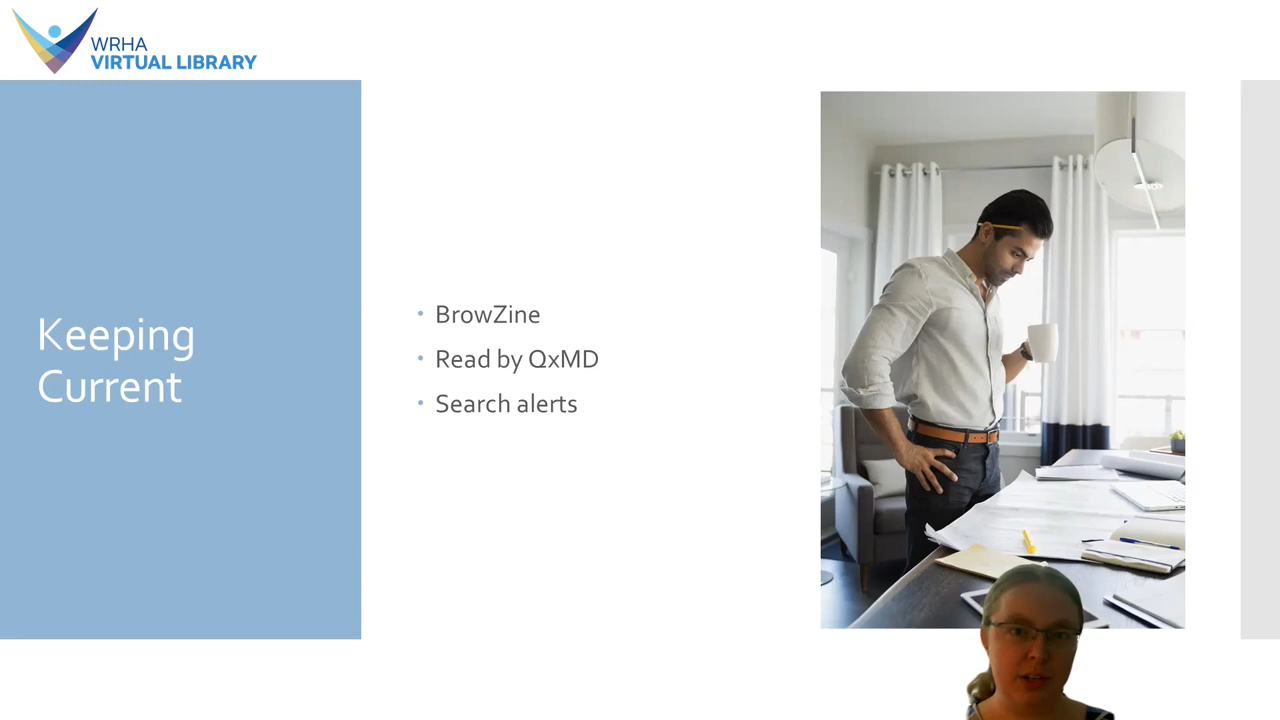 WRHA
VIRTUAL LIBRARY
Keeping
Current
• BrowZine
• Read by QxMD
• Search alerts